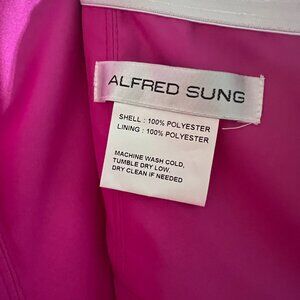 ALFRED SUNG
SHELL : 100% POLYESTER
LINING : 100% POLYESTER
MACHINE WASH COLD,
TUMBLE DRY LOW.
DRY CLEAN IF NEEDED